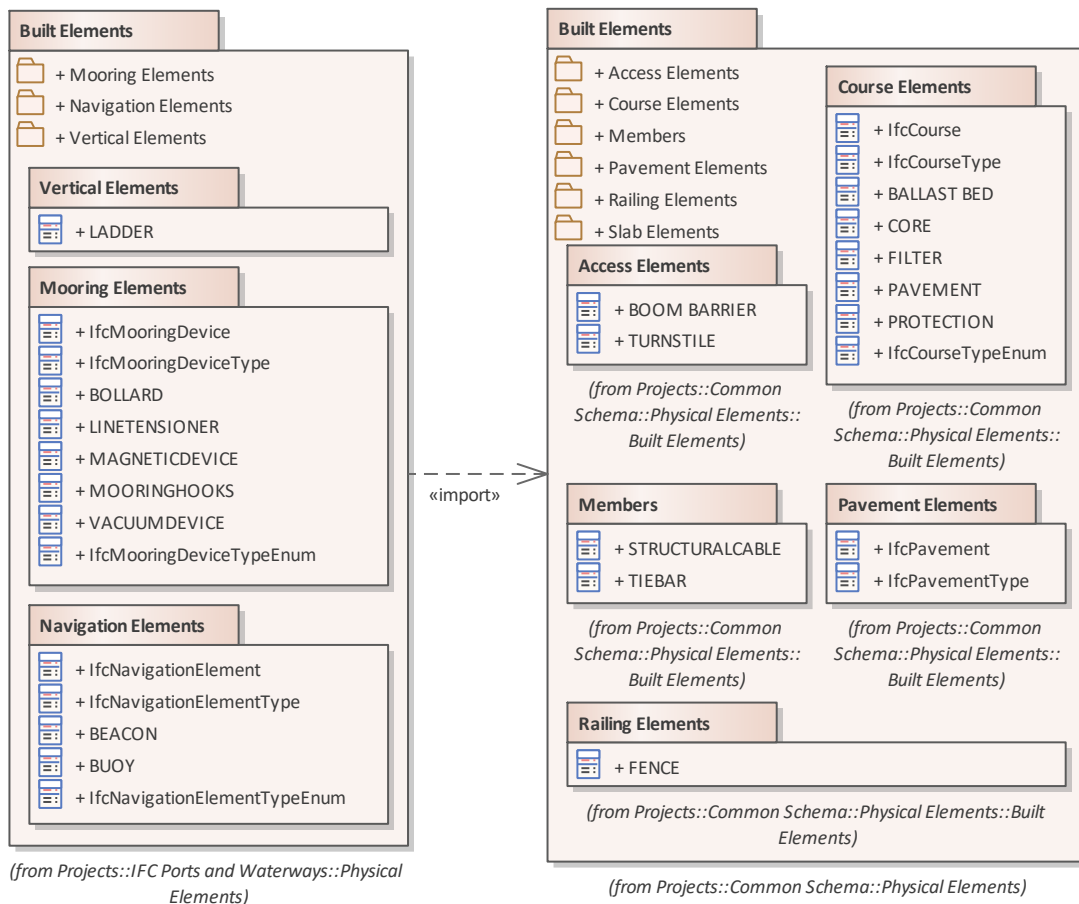 Built Elements
+ Mooring Elements
+ Navigation Elements
+ Vertical Elements
Vertical Elements
+ LADDER
Mooring Elements
+ IfcMooringDevice
+ IfcMooringDeviceType
+ BOLLARD
+ LINETENSIONER
+ MAGNETICDEVICE
+ MOORINGHOOKS
+ VACUUMDEVICE
+ IfcMooringDeviceTypeEnum
Navigation Elements
+ IfcNavigationElement
+ IfcNavigationElementType
+ BEACON
+ BUOY
+ IfcNavigationElementTypeEnum
(from Projects::IFC Ports and Waterways::Physical
Elements)
«import»
Built Elements
+ Access Elements
+ Course Elements
+ Members
+ Pavement Elements
+ Railing Elements
+ Slab Elements
Access Elements
+ BOOM BARRIER
+ TURNSTILE
(from Projects::Common
Schema::Physical Elements::
Built Elements)
Course Elements
+ IfcCourse
+ IfcCourseType
+ BALLAST BED
+ CORE
+ FILTER
+ PAVEMENT
+ PROTECTION
+ IfcCourseTypeEnum
(from Projects::Common
Schema::Physical Elements::
Built Elements)
Members
+ STRUCTURALCABLE
+ TIEBAR
(from Projects::Common
Schema::Physical Elements::
Built Elements)
Pavement Elements
+ IfcPavement
+ IfcPavementType
(from Projects::Common
Schema::Physical Elements::
Built Elements)
Railing Elements
+ FENCE
(from Projects::Common Schema::Physical Elements::Built
Elements)
(from Projects::Common Schema::Physical Elements)